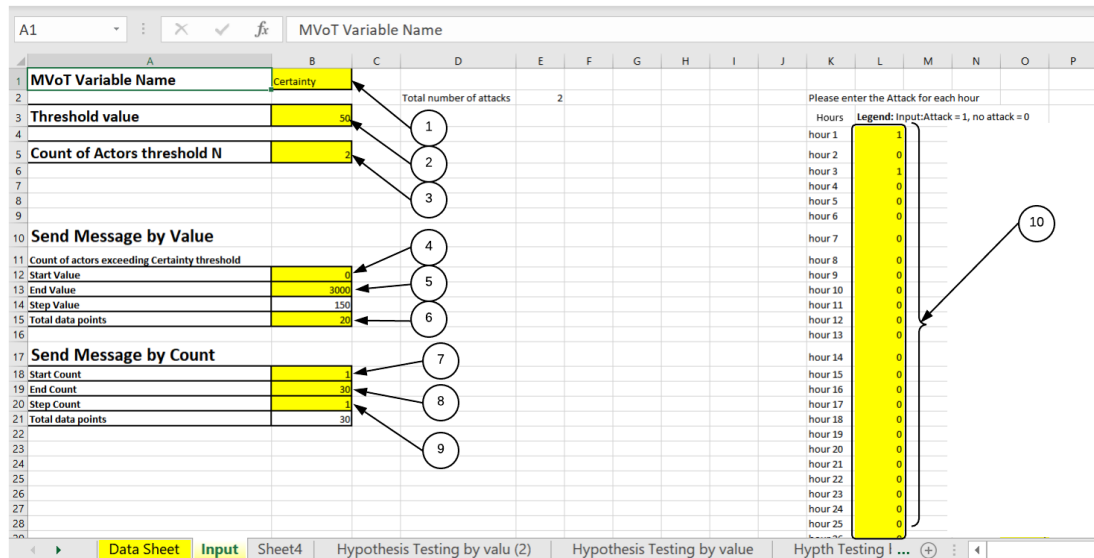 A1 fx MVoT Variable Name
A B C D E F G H I J K L M N O P
1 MVoT Variable Name Certainty
2 Total number of attacks 2 Please enter the Attack for each hour
3 Threshold value 50 Hours Legend: Input:Attack = 1, no attack = 0
4 hour 1 1
5 Count of Actors threshold N 2 hour 2 0
6 hour 3 1
7 hour 4 0
8 hour 5 0
9 hour 6 0
10 Send Message by Value hour 7 0
11 Count of actors exceeding Certainty threshold hour 8 0
12 Start Value 0 hour 9 0
13 End Value 3000 hour 10 0
14 Step Value 150 hour 11 0
15 Total data points 20 hour 12 0
16 hour 13 0
17 Send Message by Count hour 14 0
18 Start Count 1 hour 15 0
19 End Count 30 hour 16 0
20 Step Count 1 hour 17 0
21 Total data points 30 hour 18 0
22 hour 19 0
23 hour 20 0
24 hour 21 0
25 hour 22 0
26 hour 23 0
27 hour 24 0
28 hour 25 0
1
2
3
4
5
6
7
8
9
10
Data Sheet Input Sheet4 Hypothesis Testing by valu (2) Hypothesis Testing by value Hypth Testing I ...